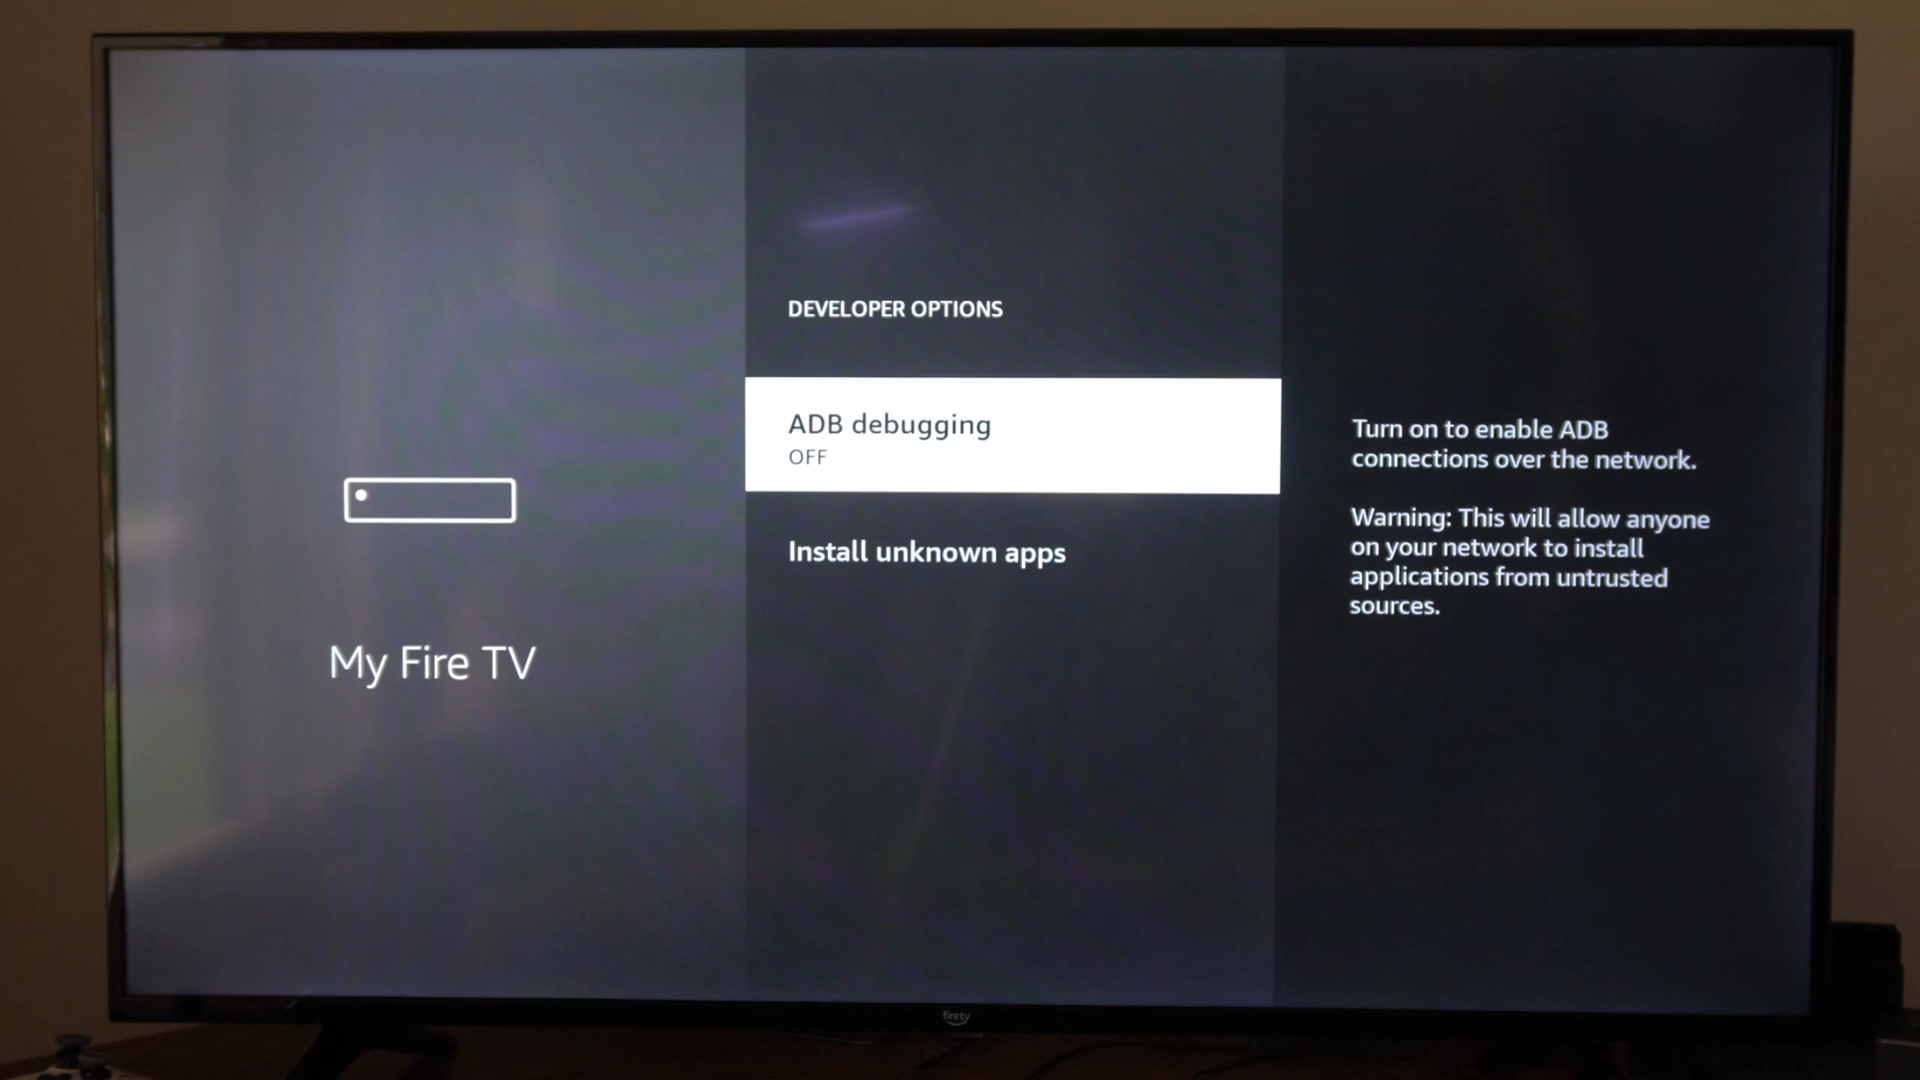 DEVELOPER OPTIONS
ADB debugging
OFF
Install unknown apps
My Fire TV
Turn on to enable ADB
connections over the network.
Warning: This will allow anyone
on your network to install
applications from untrusted
sources.
firetv